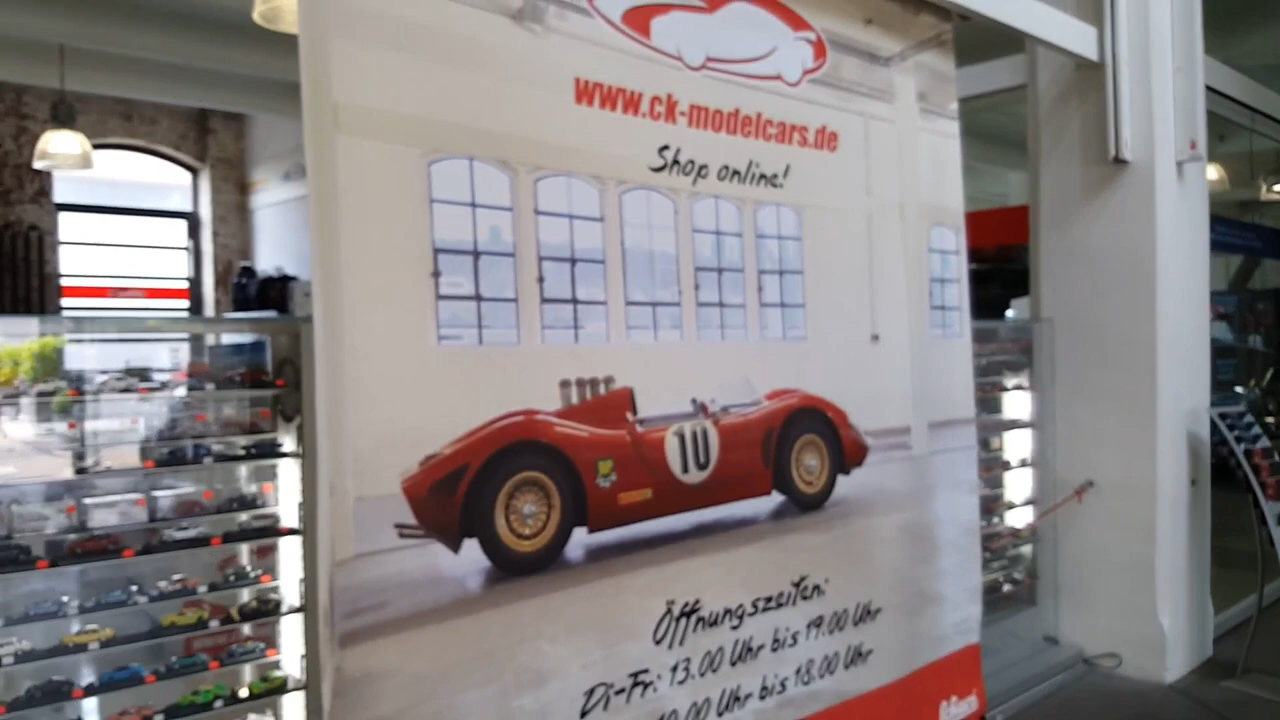 www.ck-modelcars.de
Shop online!
10
BP
Öffnungszeiten:
Di-Fr: 13.00 Uhr bis 19.00 Uhr
Uhr bis 18.00 Uhr